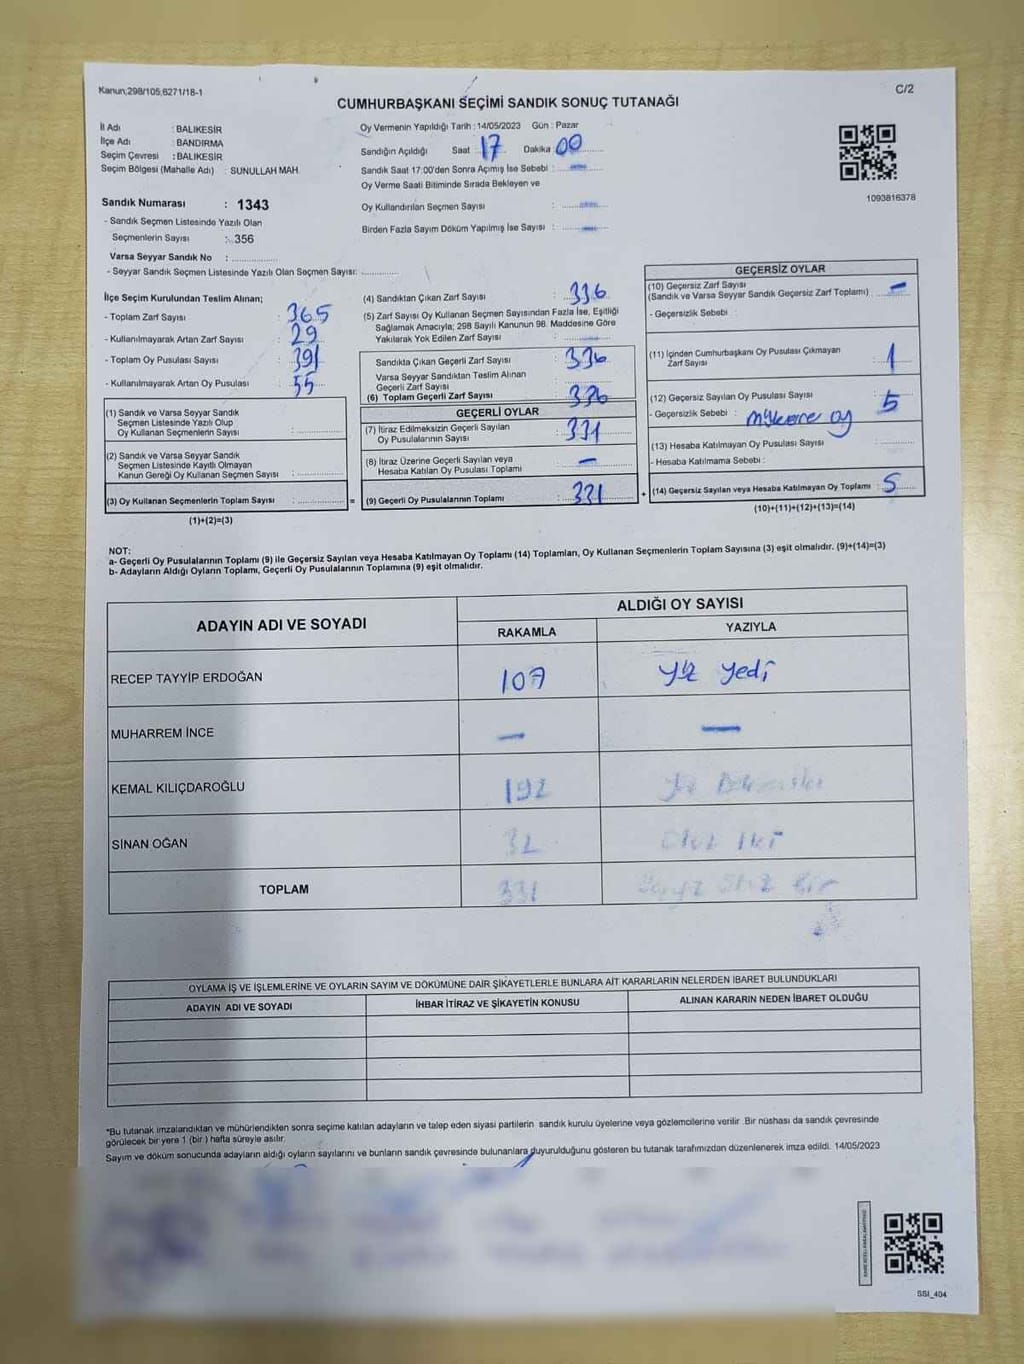 Kanun;298/105,6271/18-1
C/2
CUMHURBAŞKANI SEÇİMİ SANDIK SONUÇ TUTANAĞI
İl Adı : BALIKESİR
İlçe Adı : BANDIRMA
Seçim Çevresi : BALIKESİR
Seçim Bölgesi (Mahalle Adı) : SUNULLAH MAH.
Sandık Numarası : 1343
- Sandık Seçmen Listesinde Yazılı Olan
Seçmenlerin Sayısı : 356
Varsa Seyyar Sandık No :
- Seyyar Sandık Seçmen Listesinde Yazılı Olan Seçmen Sayısı:
Oy Vermenin Yapıldığı Tarih : 14/05/2023 Gün : Pazar
Sandığın Açıldığı Saat 17 Dakika 00
Sandık Saat 17:00'den Sonra Açımış İse Sebebi : —
Oy Verme Saati Bitiminde Sırada Bekleyen ve
Oy Kullandırılan Seçmen Sayısı :
Birden Fazla Sayım Döküm Yapılmış İse Sayısı : —
1093816378
İlçe Seçim Kurulundan Teslim Alınan;
- Toplam Zarf Sayısı : 365
- Kullanılmayarak Artan Zarf Sayısı : 29
- Toplam Oy Pusulası Sayısı : 391
- Kullanılmayarak Artan Oy Pusulası : 55
(1) Sandık ve Varsa Seyyar Sandık
Seçmen Listesinde Yazılı Olup
Oy Kullanan Seçmenlerin Sayısı :
(2) Sandık ve Varsa Seyyar Sandık
Seçmen Listesinde Kayıtlı Olmayan
Kanun Gereği Oy Kullanan Seçmen Sayısı :
(3) Oy Kullanan Seçmenlerin Toplam Sayısı : =
(1)+(2)=(3)
(4) Sandıktan Çıkan Zarf Sayısı : 336
(5) Zarf Sayısı Oy Kullanan Seçmen Sayısından Fazla İse, Eşitliği
Sağlamak Amacıyla; 298 Sayılı Kanunun 98. Maddesine Göre
Yakılarak Yok Edilen Zarf Sayısı :
Sandıkta Çıkan Geçerli Zarf Sayısı : 336
Varsa Seyyar Sandıktan Teslim Alınan
Geçerli Zarf Sayısı
(6) Toplam Geçerli Zarf Sayısı : 336
GEÇERLİ OYLAR
(7) İtiraz Edilmeksizin Geçerli Sayılan
Oy Pusulalarının Sayısı : 331
(8) İtiraz Üzerine Geçerli Sayılan veya
Hesaba Katılan Oy Pusulası Toplamı : —
(9) Geçerli Oy Pusulalarının Toplamı : 331 +
GEÇERSİZ OYLAR
(10) Geçersiz Zarf Sayısı
(Sandık ve Varsa Seyyar Sandık Geçersiz Zarf Toplamı) : —
- Geçersizlik Sebebi :
(11) İçinden Cumhurbaşkanı Oy Pusulası Çıkmayan
Zarf Sayısı : 1
(12) Geçersiz Sayılan Oy Pusulası Sayısı : 5
- Geçersizlik Sebebi : oy
(13) Hesaba Katılmayan Oy Pusulası Sayısı :
- Hesaba Katılmama Sebebi :
(14) Geçersiz Sayılan veya Hesaba Katılmayan Oy Toplamı : 5
(10)+(11)+(12)+(13)=(14)
NOT:
a- Geçerli Oy Pusulalarının Toplamı (9) ile Geçersiz Sayılan veya Hesaba Katılmayan Oy Toplamı (14) Toplamları, Oy Kullanan Seçmenlerin Toplam Sayısına (3) eşit olmalıdır. (9)+(14)=(3)
b- Adayların Aldığı Oyların Toplamı, Geçerli Oy Pusulalarının Toplamına (9) eşit olmalıdır.
ADAYIN ADI VE SOYADI
ALDIĞI OY SAYISI
RAKAMLA YAZIYLA
RECEP TAYYİP ERDOĞAN 107 yüz yedi
MUHARREM İNCE — —
KEMAL KILIÇDAROĞLU 192
SİNAN OĞAN 32 Otuz iki
TOPLAM 331
OYLAMA İŞ VE İŞLEMLERİNE VE OYLARIN SAYIM VE DÖKÜMÜNE DAİR ŞİKAYETLERLE BUNLARA AİT KARARLARIN NELERDEN İBARET BULUNDUKLARI
ADAYIN ADI VE SOYADI İHBAR İTİRAZ VE ŞİKAYETİN KONUSU ALINAN KARARIN NEDEN İBARET OLDUĞU
*Bu tutanak imzalandıktan ve mühürlendikten sonra seçime katılan adayların ve talep eden siyasi partilerin sandık kurulu üyelerine veya gözlemcilerine verilir. Bir nüshası da sandık çevresinde
görülecek bir yere 1 (bir ) hafta süreyle asılır.
Sayım ve döküm sonucunda adayların aldığı oyların sayılarını ve bunların sandık çevresinde bulunanlara duyurulduğunu gösteren bu tutanak tarafımızdan düzenlenerek imza edildi. 14/05/2023
SSI_404